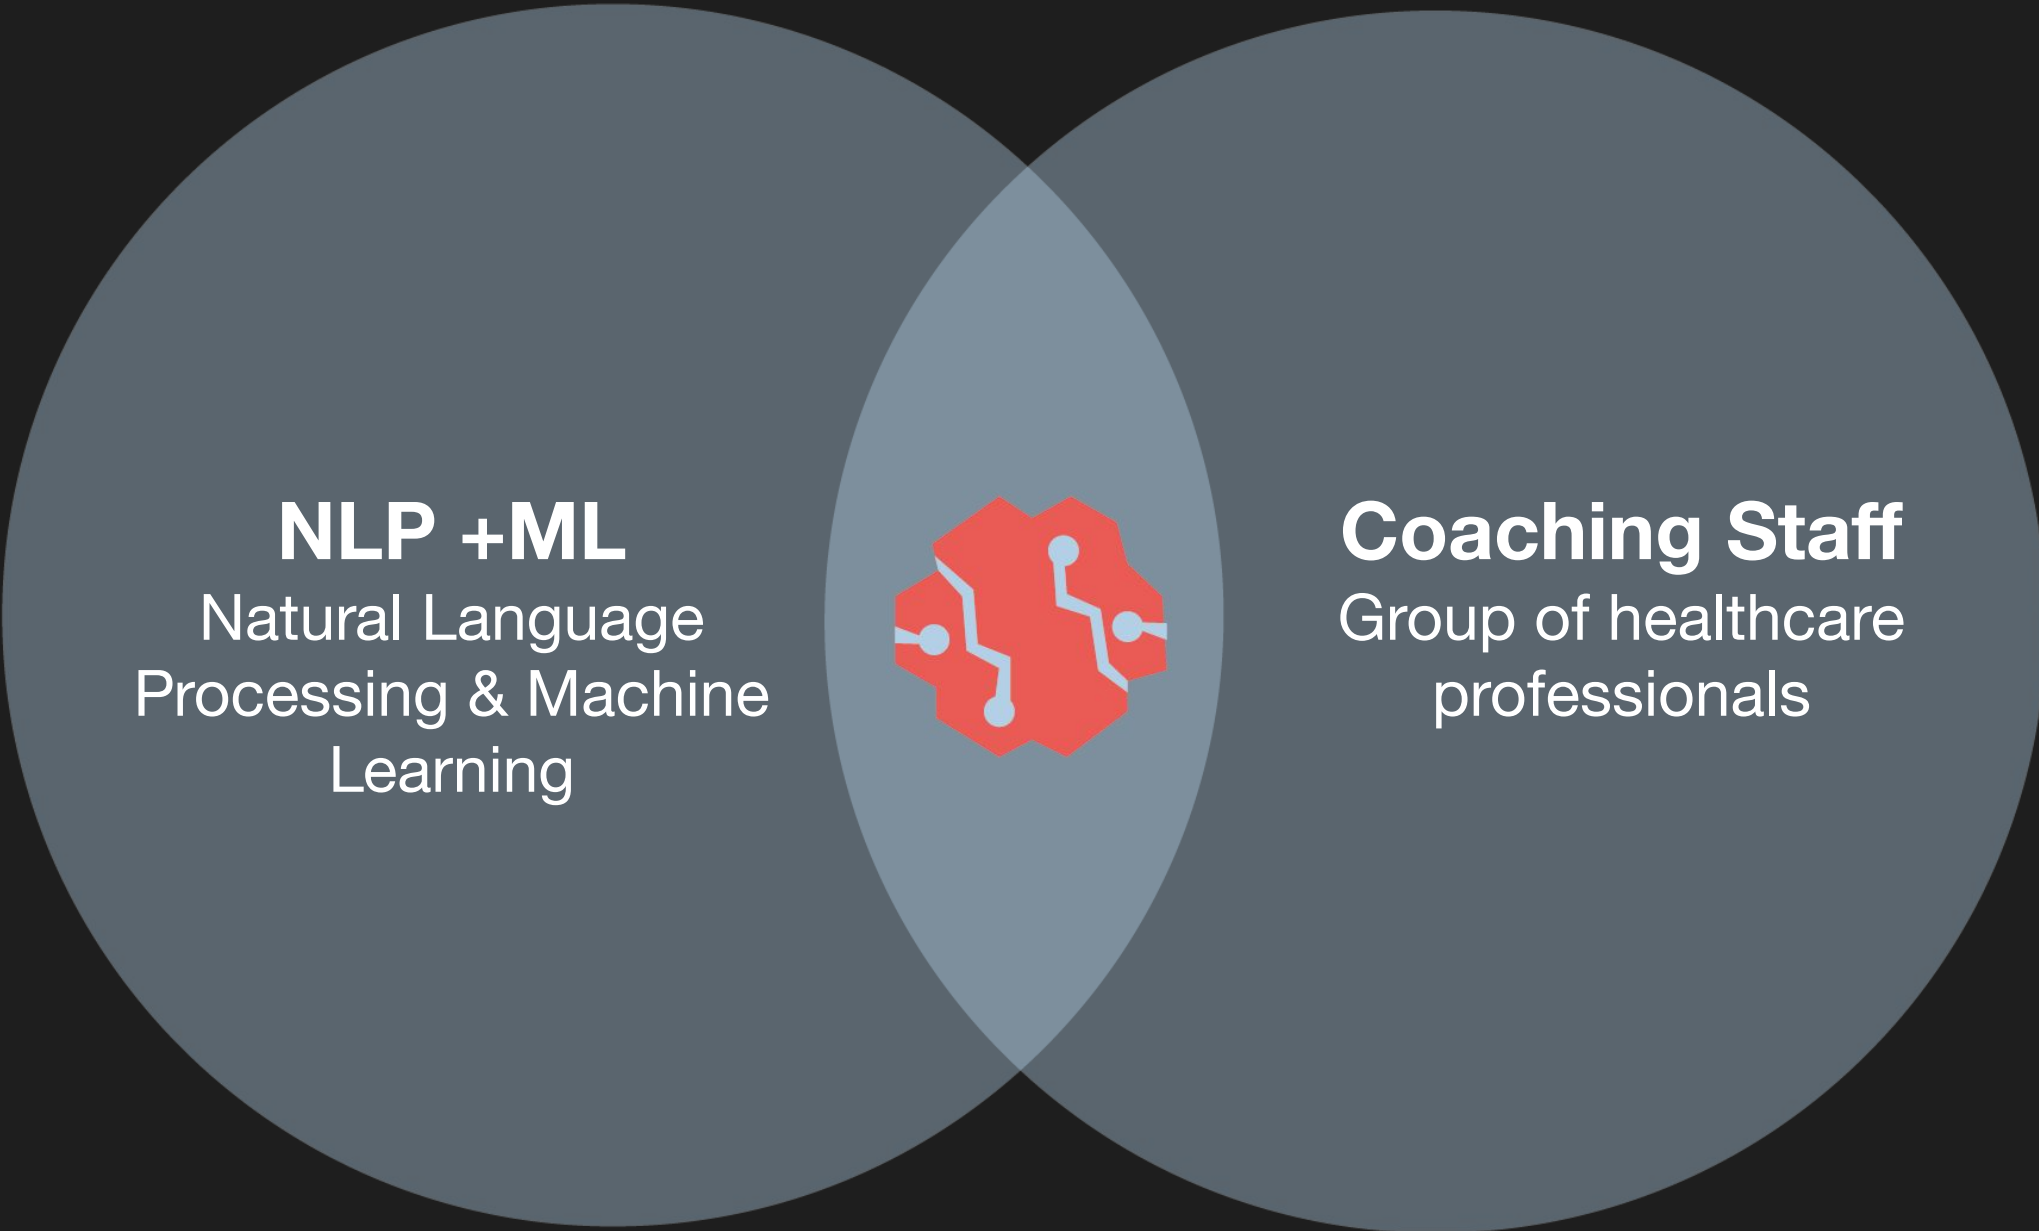 NLP +ML
Natural Language
Processing & Machine
Learning
Coaching Staff
Group of healthcare
professionals